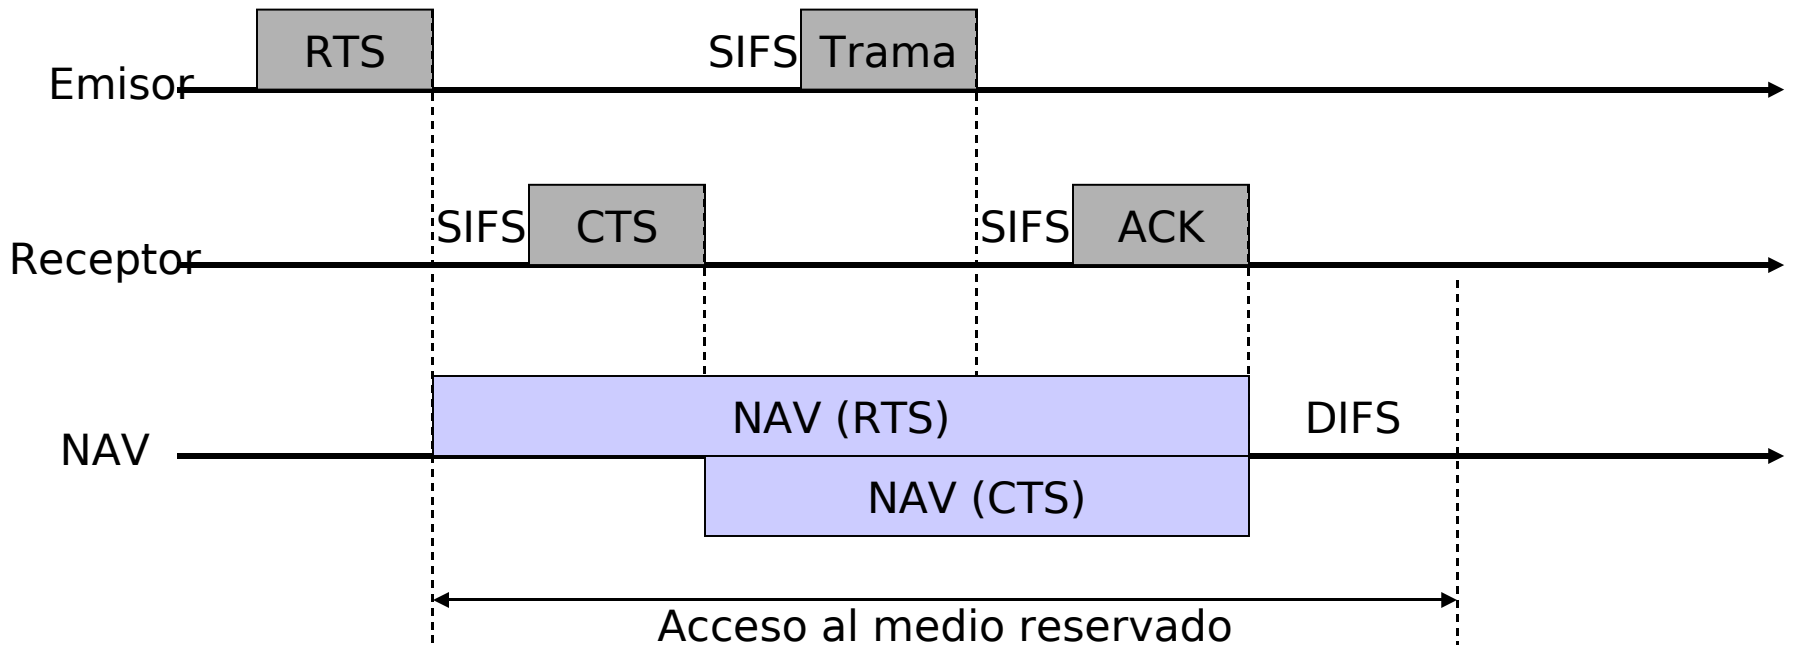 RTS
SIFS
Trama
Emisor
SIFS
CTS
SIFS
ACK
Receptor
NAV (RTS)
DIFS
NAV
NAV (CTS)
Acceso al medio reservado